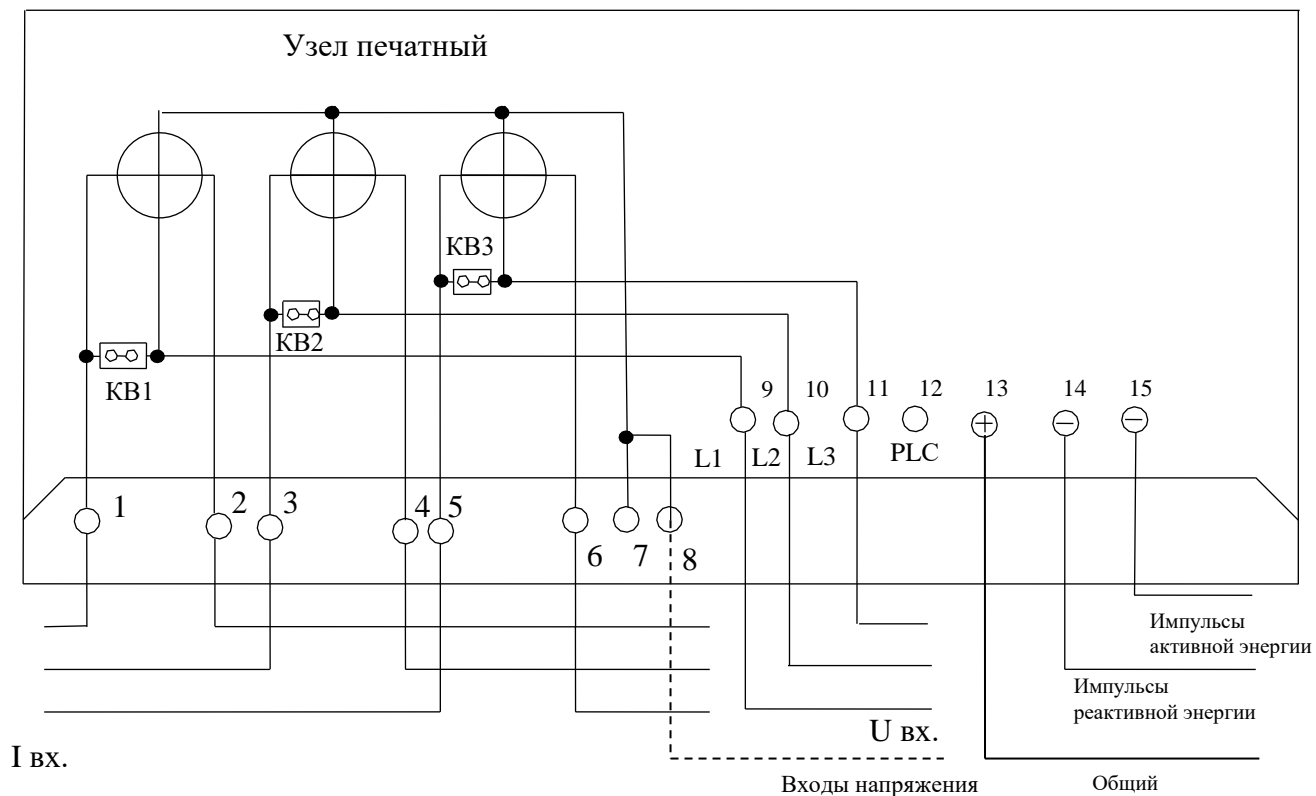 Узел печатный
КВ3
КВ2
КВ1
9 10 11 12 13 14 15
L1 L2 L3 PLC
1 2 3 4 5 6 7 8
Импульсы
активной энергии
Импульсы
реактивной энергии
U вх.
I вх.
Входы напряжения
Общий